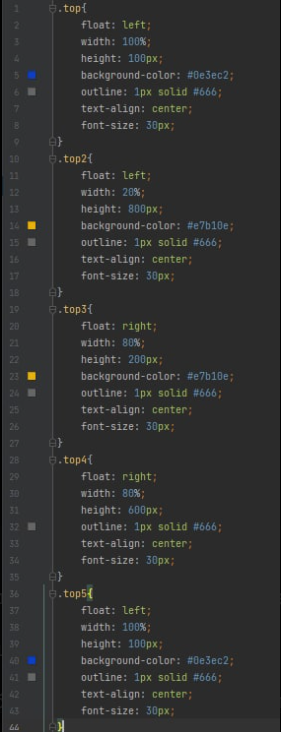 1 .top{
2 float: left;
3 width: 100%;
4 height: 100px;
5 background-color: #0e3ec2;
6 outline: 1px solid #666;
7 text-align: center;
8 font-size: 30px;
9 }
10 .top2{
11 float: left;
12 width: 20%;
13 height: 800px;
14 background-color: #e7b10e;
15 outline: 1px solid #666;
16 text-align: center;
17 font-size: 30px;
18 }
19 .top3{
20 float: right;
21 width: 80%;
22 height: 200px;
23 background-color: #e7b10e;
24 outline: 1px solid #666;
25 text-align: center;
26 font-size: 30px;
27 }
28 .top4{
29 float: right;
30 width: 80%;
31 height: 600px;
32 outline: 1px solid #666;
33 text-align: center;
34 font-size: 30px;
35 }
36 .top5{
37 float: left;
38 width: 100%;
39 height: 100px;
40 background-color: #0e3ec2;
41 outline: 1px solid #666;
42 text-align: center;
43 font-size: 30px;
44 }